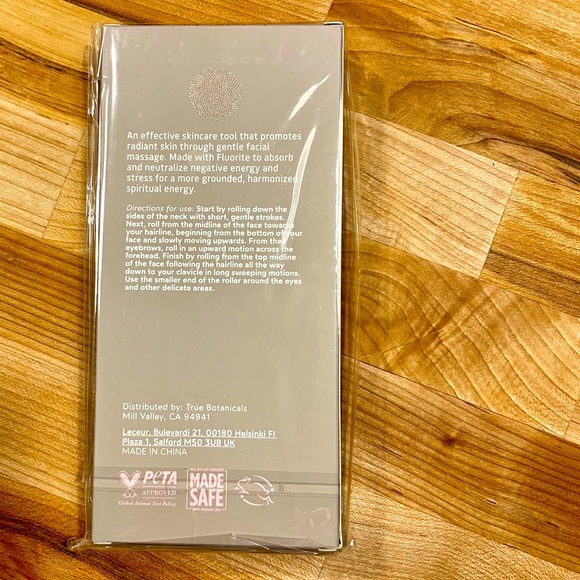 An effective skincare tool that promotes
radiant skin through gentle facial
massage. Made with Fluorite to absorb
and neutralize negative energy and
stress for a more grounded, harmonized
spiritual energy.
Directions for use: Start by rolling down the
sides of the neck with short, gentle strokes.
Next, roll from the midline of the face towards
your hairline, beginning from the bottom of your
face and slowly moving upwards. From the
eyebrows, roll in an upward motion across the
forehead. Finish by rolling from the top midline
of the face following the hairline all the way
down to your clavicle in long sweeping motions.
Use the smaller end of the roller around the eyes
and other delicate areas.
Distributed by: True Botanicals
Mill Valley, CA 94941
Leceur, Bulevardi 21, 00180 Helsinki FI
Plaza 1, Salford M50 3UB UK
MADE IN CHINA
PETA
APPROVED
Global Animal Test Policy
MADE
SAFE